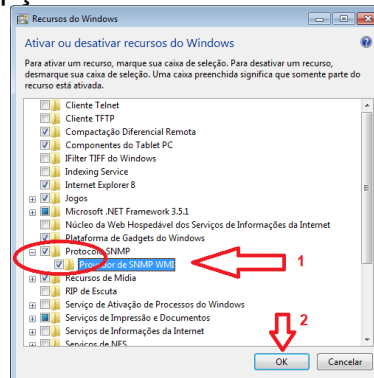 Recursos do Windows
Ativar ou desativar recursos do Windows
Para ativar um recurso, marque sua caixa de seleção. Para desativar um recurso,
desmarque sua caixa de seleção. Uma caixa preenchida significa que somente parte do
recurso está ativada.
Cliente Telnet
Cliente TFTP
Compactação Diferencial Remota
Componentes do Tablet PC
IFilter TIFF do Windows
Indexing Service
Internet Explorer 8
Jogos
Microsoft .NET Framework 3.5.1
Núcleo da Web Hospedável dos Serviços de Informações da Internet
Plataforma de Gadgets do Windows
Protocolo SNMP
Provedor de SNMP WMI
1
Recursos de Mídia
RIP de Escuta
Serviço de Ativação de Processos do Windows
Serviços de Impressão e Documentos
2
Serviços de Informações da Internet
Serviços de NFS
OK Cancelar